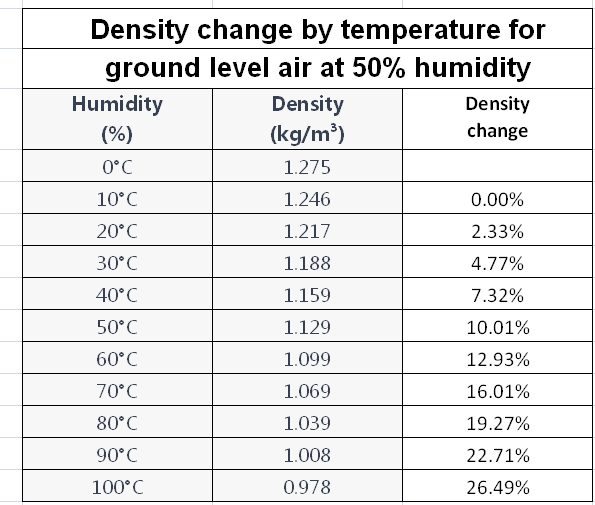 Density change by temperature for
ground level air at 50% humidity
Humidity (%) Density (kg/m³) Density change
0°C 1.275
10°C 1.246 0.00%
20°C 1.217 2.33%
30°C 1.188 4.77%
40°C 1.159 7.32%
50°C 1.129 10.01%
60°C 1.099 12.93%
70°C 1.069 16.01%
80°C 1.039 19.27%
90°C 1.008 22.71%
100°C 0.978 26.49%